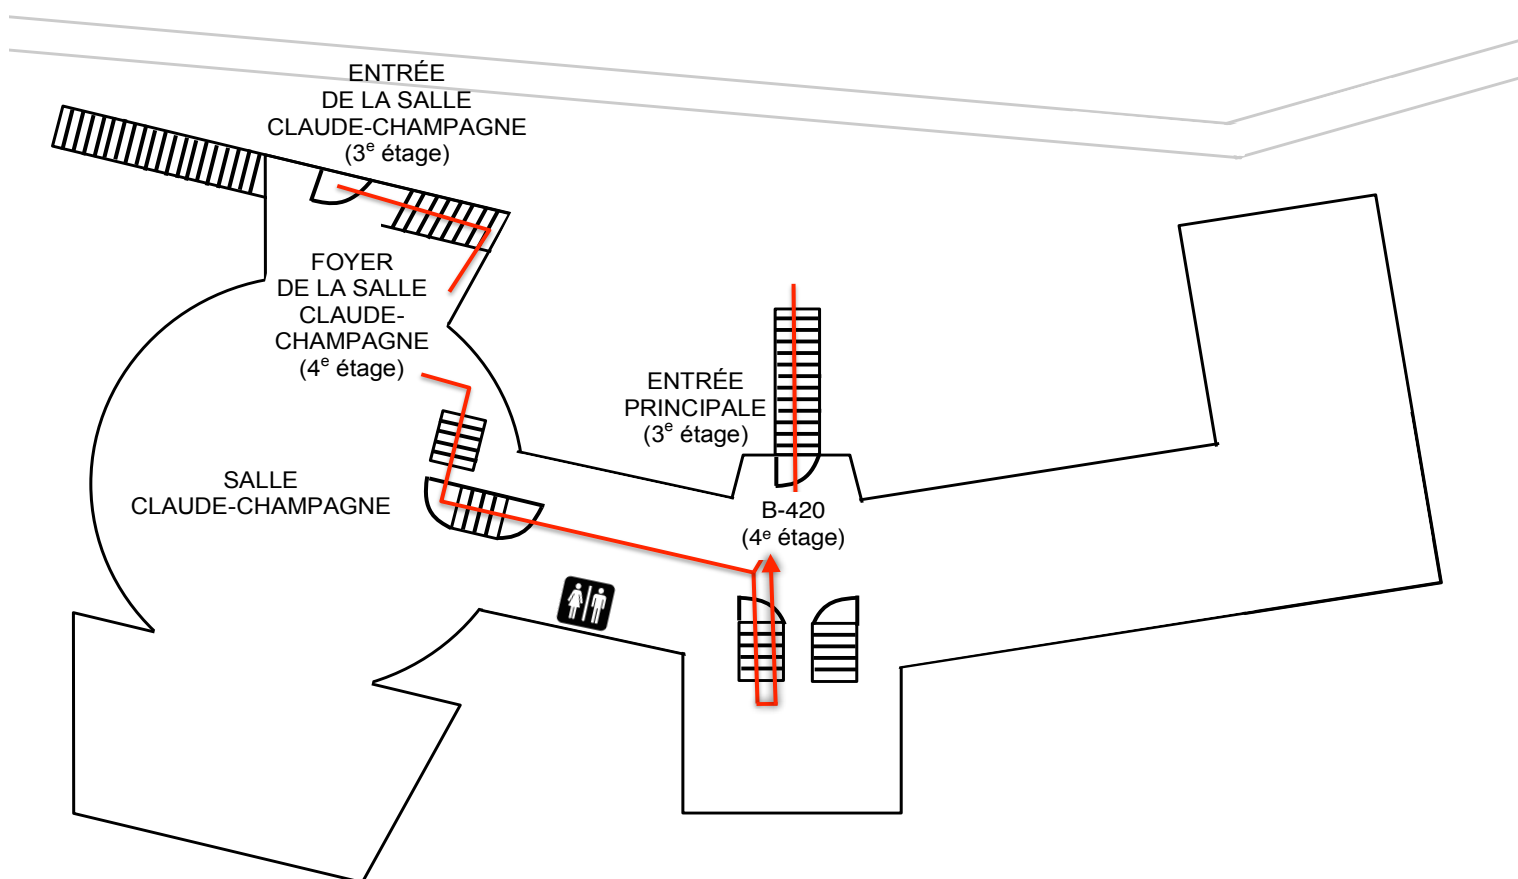 ENTRÉE
DE LA SALLE
CLAUDE-CHAMPAGNE
(3e étage)
FOYER
DE LA SALLE
CLAUDE-
CHAMPAGNE
(4e étage)
ENTRÉE
PRINCIPALE
(3e étage)
SALLE
CLAUDE-CHAMPAGNE
B-420
(4e étage)